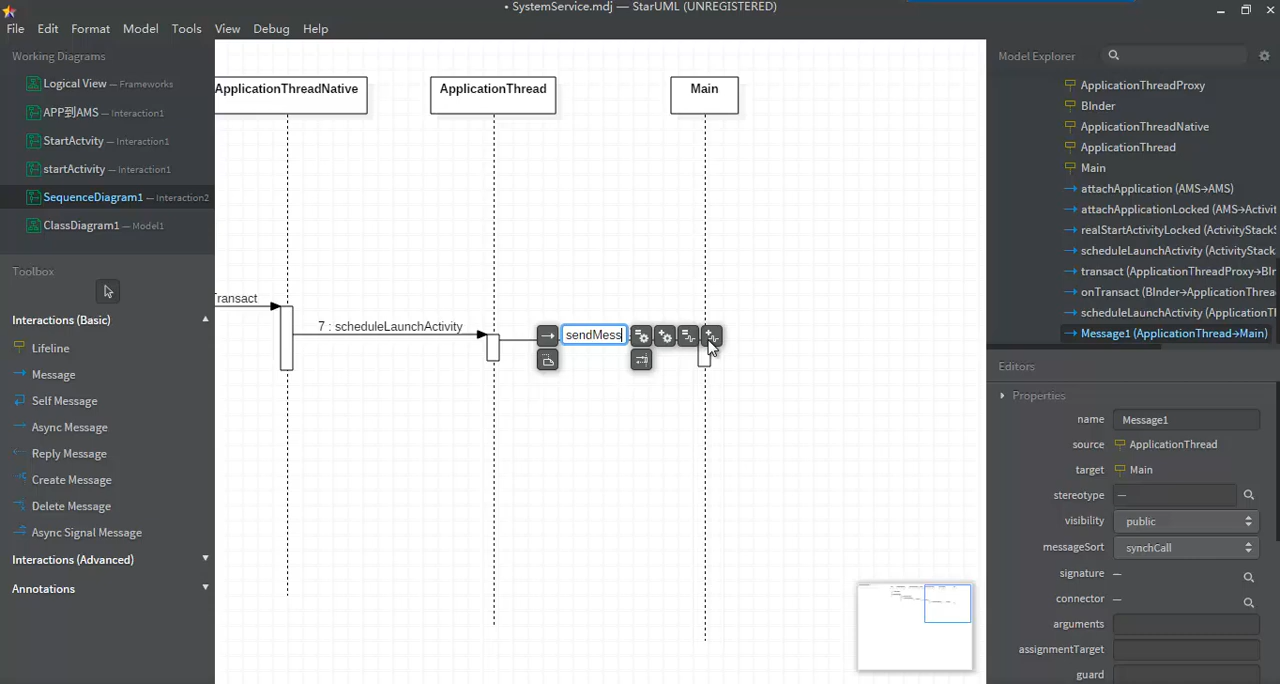 • SystemService.mdj — StarUML (UNREGISTERED)
File Edit Format Model Tools View Debug Help
Working Diagrams
Logical View — Frameworks
APP到AMS — Interaction1
StartActvty — Interaction1
startActivity — Interaction1
SequenceDiagram1 — Interaction2
ClassDiagram1 — Model1
Toolbox
Interactions (Basic)
Lifeline
Message
Self Message
Async Message
Reply Message
Create Message
Delete Message
Async Signal Message
Interactions (Advanced)
Annotations
ApplicationThreadNative
ApplicationThread
Main
Transact
7 : scheduleLaunchActivity
sendMess
Model Explorer
ApplicationThreadProxy
BInder
ApplicationThreadNative
ApplicationThread
Main
attachApplication (AMS→AMS)
attachApplicationLocked (AMS→Activit
realStartActivityLocked (ActivityStackS
scheduleLaunchActivity (ActivityStack
transact (ApplicationThreadProxy→BIn
onTransact (BInder→ApplicationThrea
scheduleLaunchActivity (ApplicationTh
Message1 (ApplicationThread→Main)
Editors
Properties
name Message1
source ApplicationThread
target Main
stereotype —
visibility public
messageSort synchCall
signature —
connector —
arguments
assignmentTarget
guard